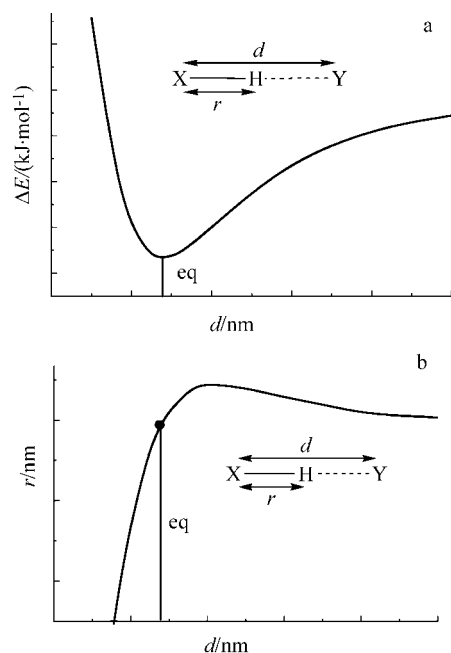 a
d
X H Y
r
ΔE/(kJ·mol⁻¹)
eq
d/nm
b
r/nm
d
X H Y
r
eq
d/nm